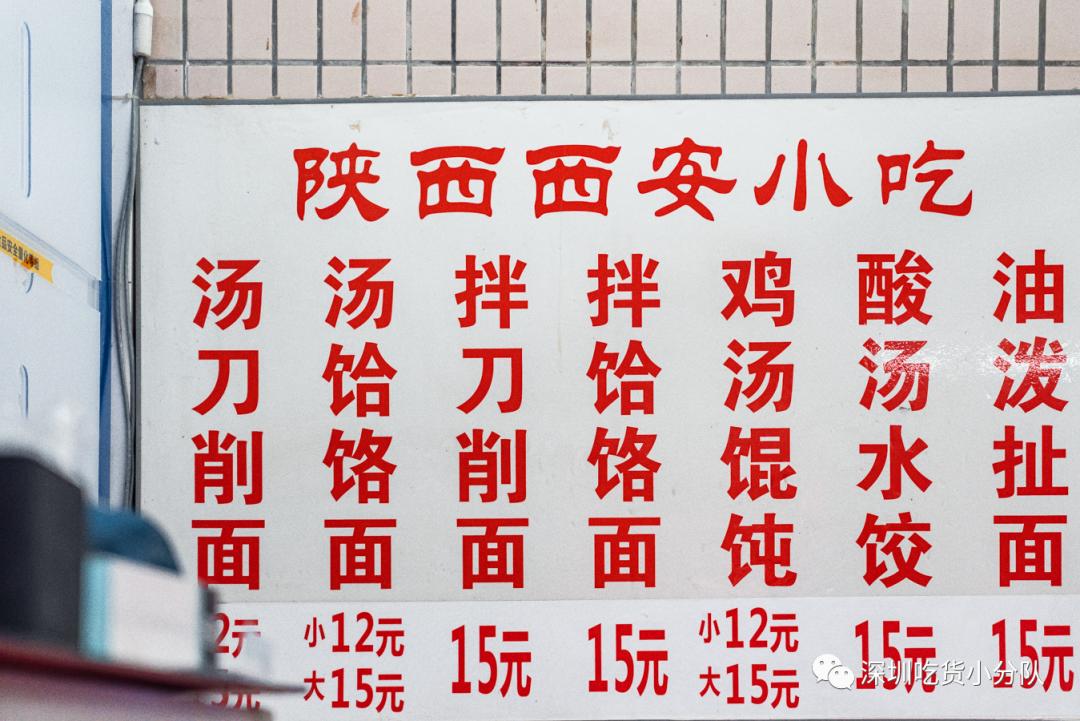 陕西西安小吃
汤刀削面
汤饸饹面
小12元
大15元
拌刀削面
15元
拌饸饹面
15元
鸡汤馄饨
小12元
大15元
酸汤水饺
15元
油泼扯面
15元
深圳吃货小分队